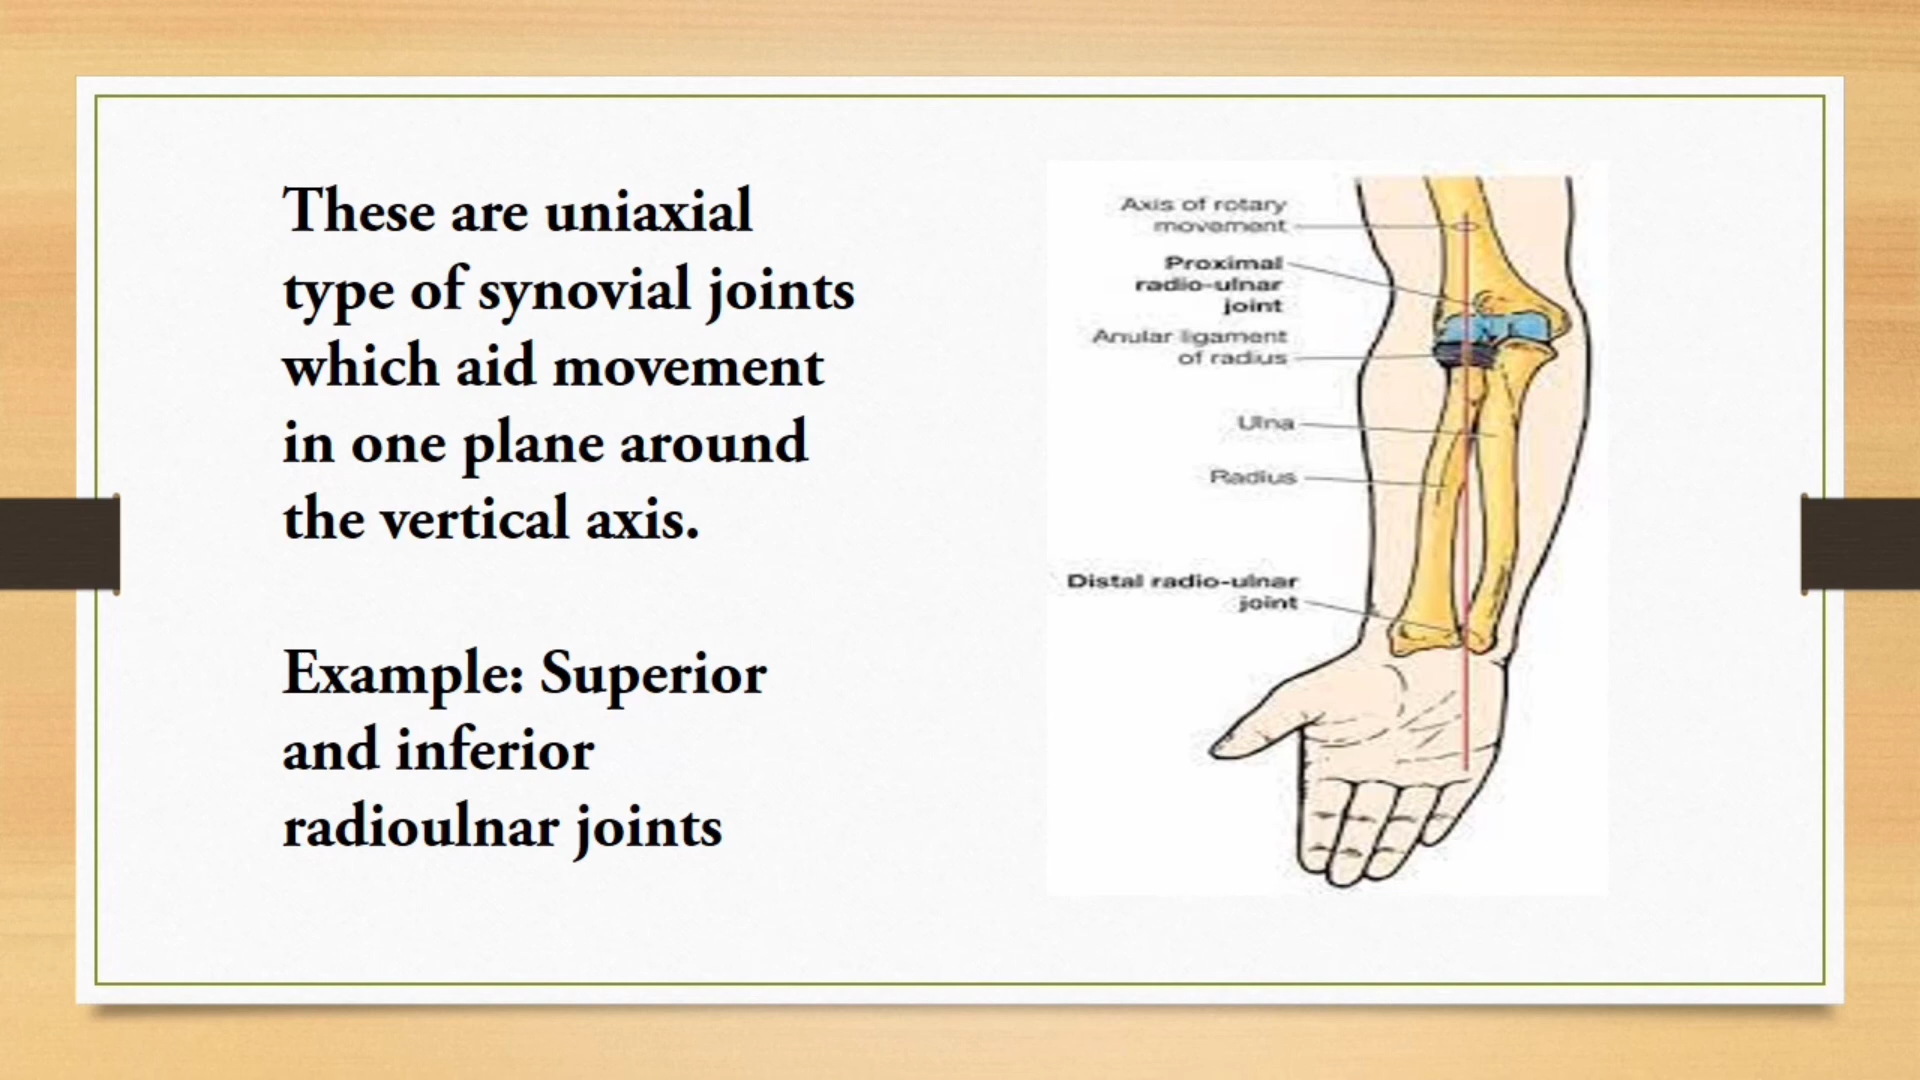 These are uniaxial
type of synovial joints
which aid movement
in one plane around
the vertical axis.
Example: Superior
and inferior
radioulnar joints
Axis of rotary
movement
Proximal
radio-ulnar
joint
Anular ligament
of radius
Ulna
Radius
Distal radio-ulnar
joint